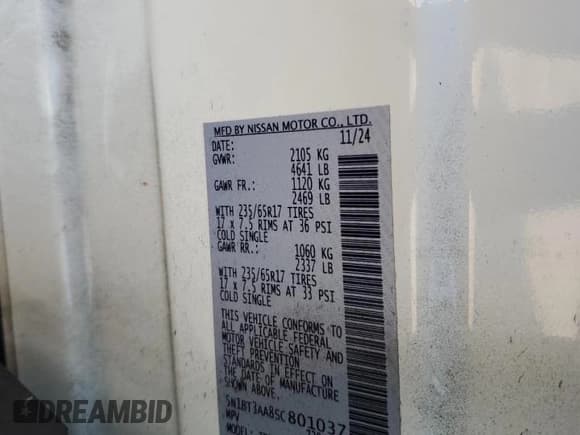 MFD BY NISSAN MOTOR CO., LTD.
DATE: 11/24
GVWR: 2105 KG
4641 LB
GAWR FR.: 1120 KG
2469 LB
WITH 235/65R17 TIRES
17 x 7.5 RIMS AT 36 PSI
COLD SINGLE
GAWR RR.: 1060 KG
2337 LB
WITH 235/65R17 TIRES
17 x 7.5 RIMS AT 33 PSI
COLD SINGLE
THIS VEHICLE CONFORMS TO
ALL APPLICABLE FEDERAL
MOTOR VEHICLE SAFETY AND
THEFT PREVENTION
STANDARDS IN EFFECT ON
THE DATE OF MANUFACTURE
SHOWN ABOVE.
5N1BT3AA8SC801037
MPV
MODEL:
DREAMBID
DREAMBID